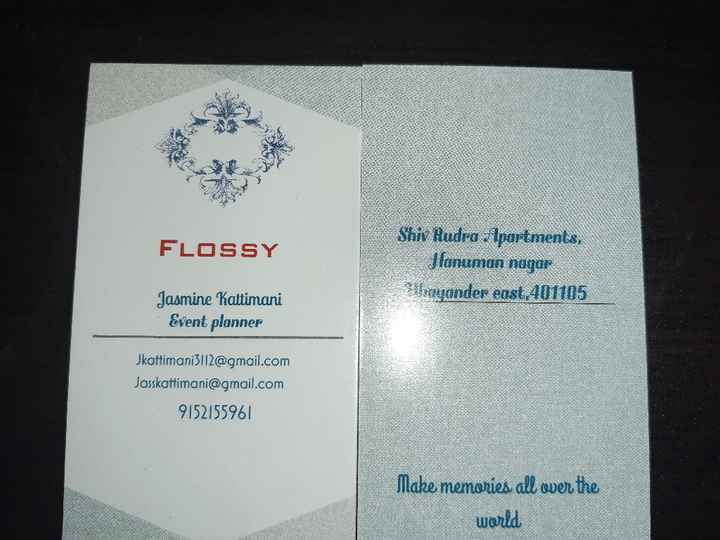 FLOSSY
Jasmine Kattimani
Event planner
Jkattimani3112@gmail.com
Jasskattimani@gmail.com
9152155961
Shiv Rudra Apartments,
Hanuman nagar
Bhayander east,401105
Make memories all over the
world